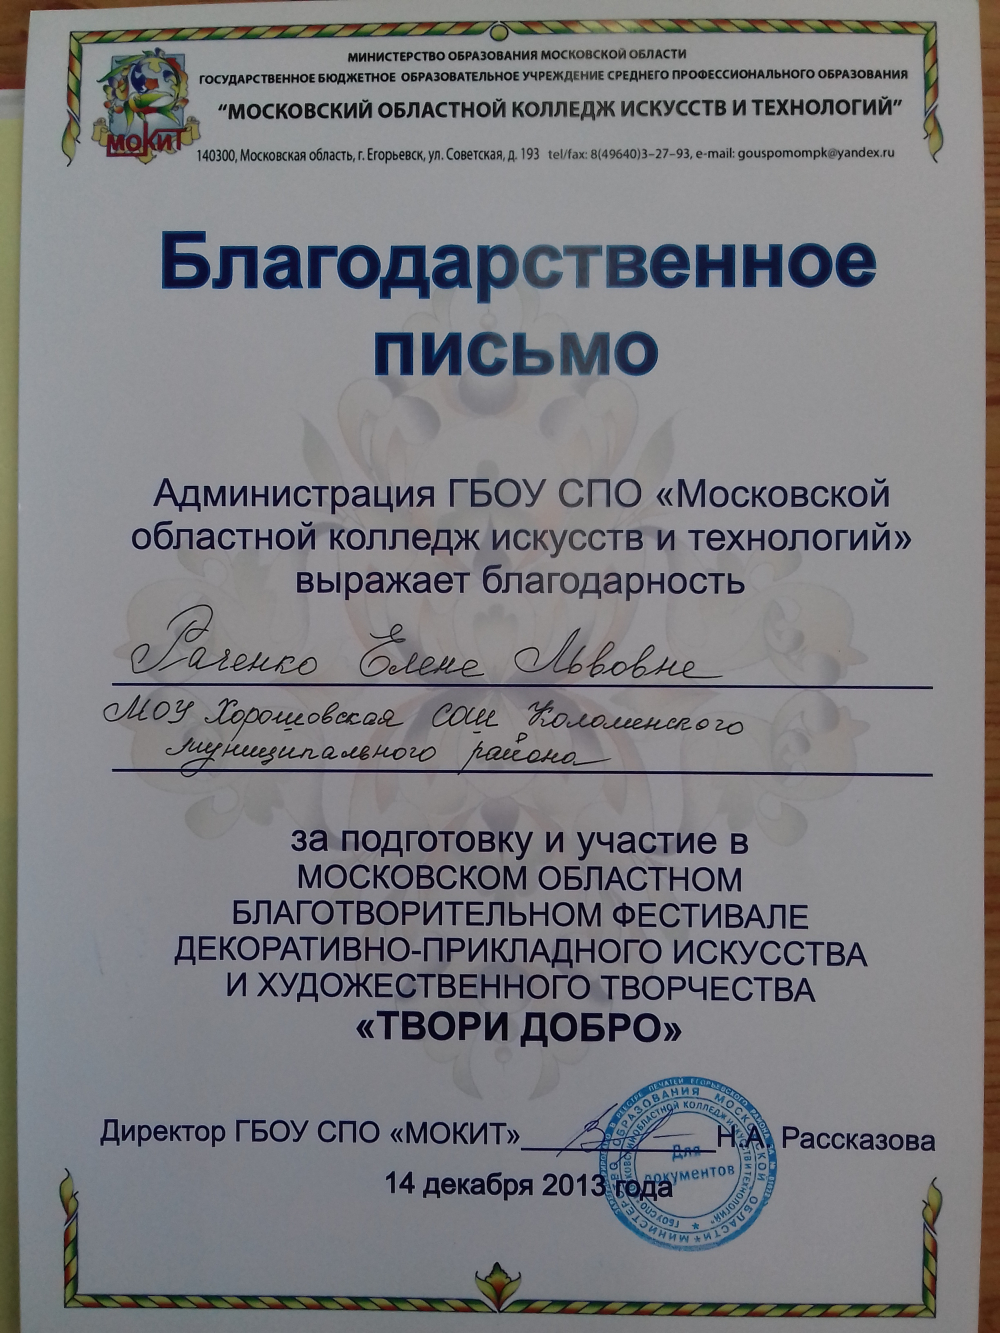 МИНИСТЕРСТВО ОБРАЗОВАНИЯ МОСКОВСКОЙ ОБЛАСТИ
ГОСУДАРСТВЕННОЕ БЮДЖЕТНОЕ ОБРАЗОВАТЕЛЬНОЕ УЧРЕЖДЕНИЕ СРЕДНЕГО ПРОФЕССИОНАЛЬНОГО ОБРАЗОВАНИЯ
"МОСКОВСКИЙ ОБЛАСТНОЙ КОЛЛЕДЖ ИСКУССТВ И ТЕХНОЛОГИЙ"
МОКИТ
140300, Московская область, г. Егорьевск, ул. Советская, д. 193 tel/fax: 8(49640)3-27-93, e-mail: gouspomompk@yandex.ru
Благодарственное
письмо
Администрация ГБОУ СПО «Московской
областной колледж искусств и технологий»
выражает благодарность
Раченко Елене Львовне
МОУ Хорошовская СОШ Коломенского
муниципального района
за подготовку и участие в
МОСКОВСКОМ ОБЛАСТНОМ
БЛАГОТВОРИТЕЛЬНОМ ФЕСТИВАЛЕ
ДЕКОРАТИВНО-ПРИКЛАДНОГО ИСКУССТВА
И ХУДОЖЕСТВЕННОГО ТВОРЧЕСТВА
«ТВОРИ ДОБРО»
Директор ГБОУ СПО «МОКИТ» Н.А. Рассказова
14 декабря 2013 года
Для
документов